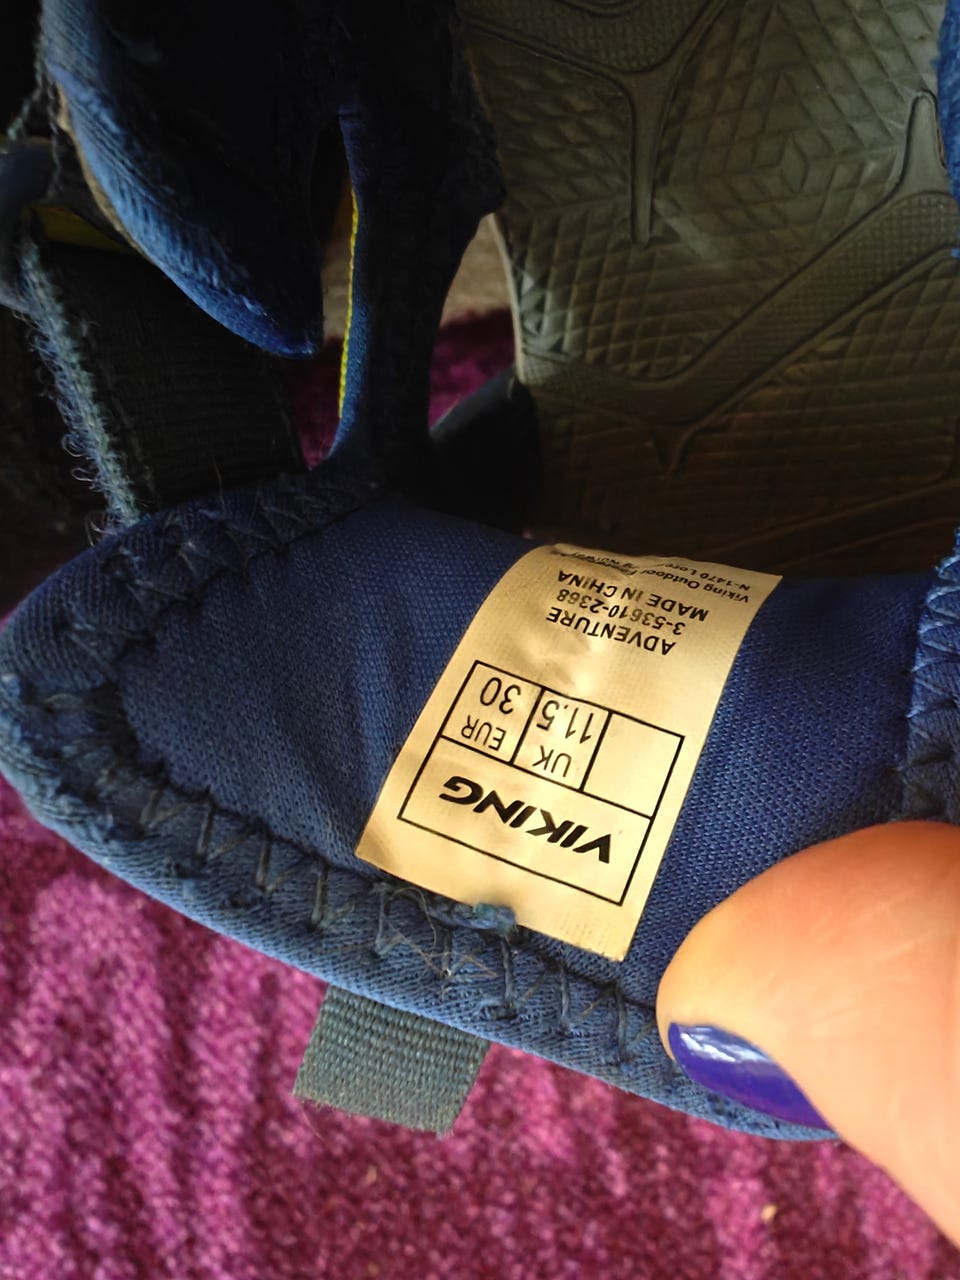 VIKING
UK EUR
11.5 30
ADVENTURE
3-53610-2368
MADE IN CHINA
Viking Outdoor
N-1470